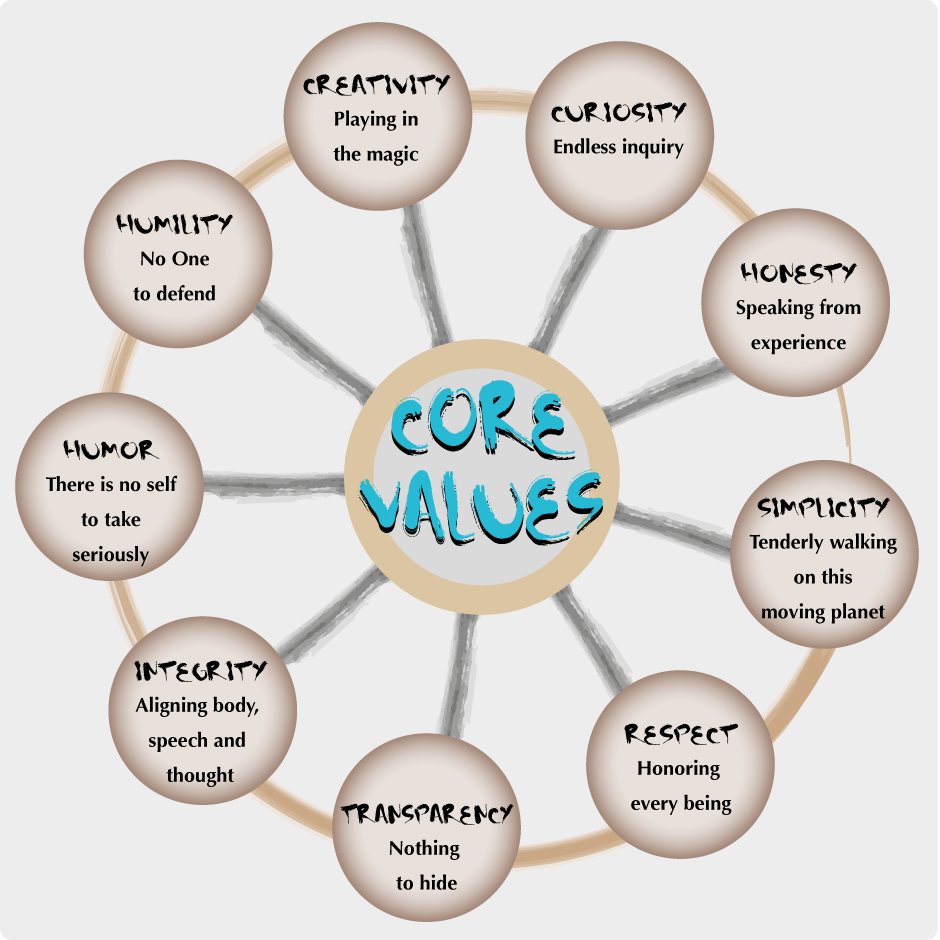 CORE
VALUES
CREATIVITY
Playing in
the magic
CURIOSITY
Endless inquiry
HONESTY
Speaking from
experience
SIMPLICITY
Tenderly walking
on this
moving planet
RESPECT
Honoring
every being
TRANSPARENCY
Nothing
to hide
INTEGRITY
Aligning body,
speech and
thought
HUMOR
There is no self
to take
seriously
HUMILITY
No One
to defend